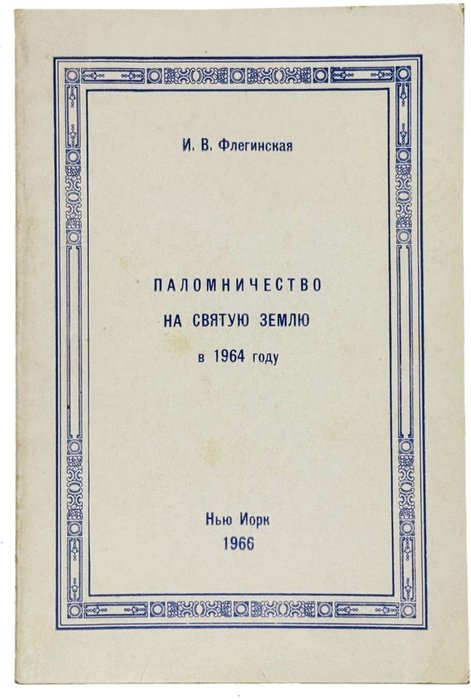 И. В. Флегинская
ПАЛОМНИЧЕСТВО
НА СВЯТУЮ ЗЕМЛЮ
в 1964 году
Нью Иорк
1966